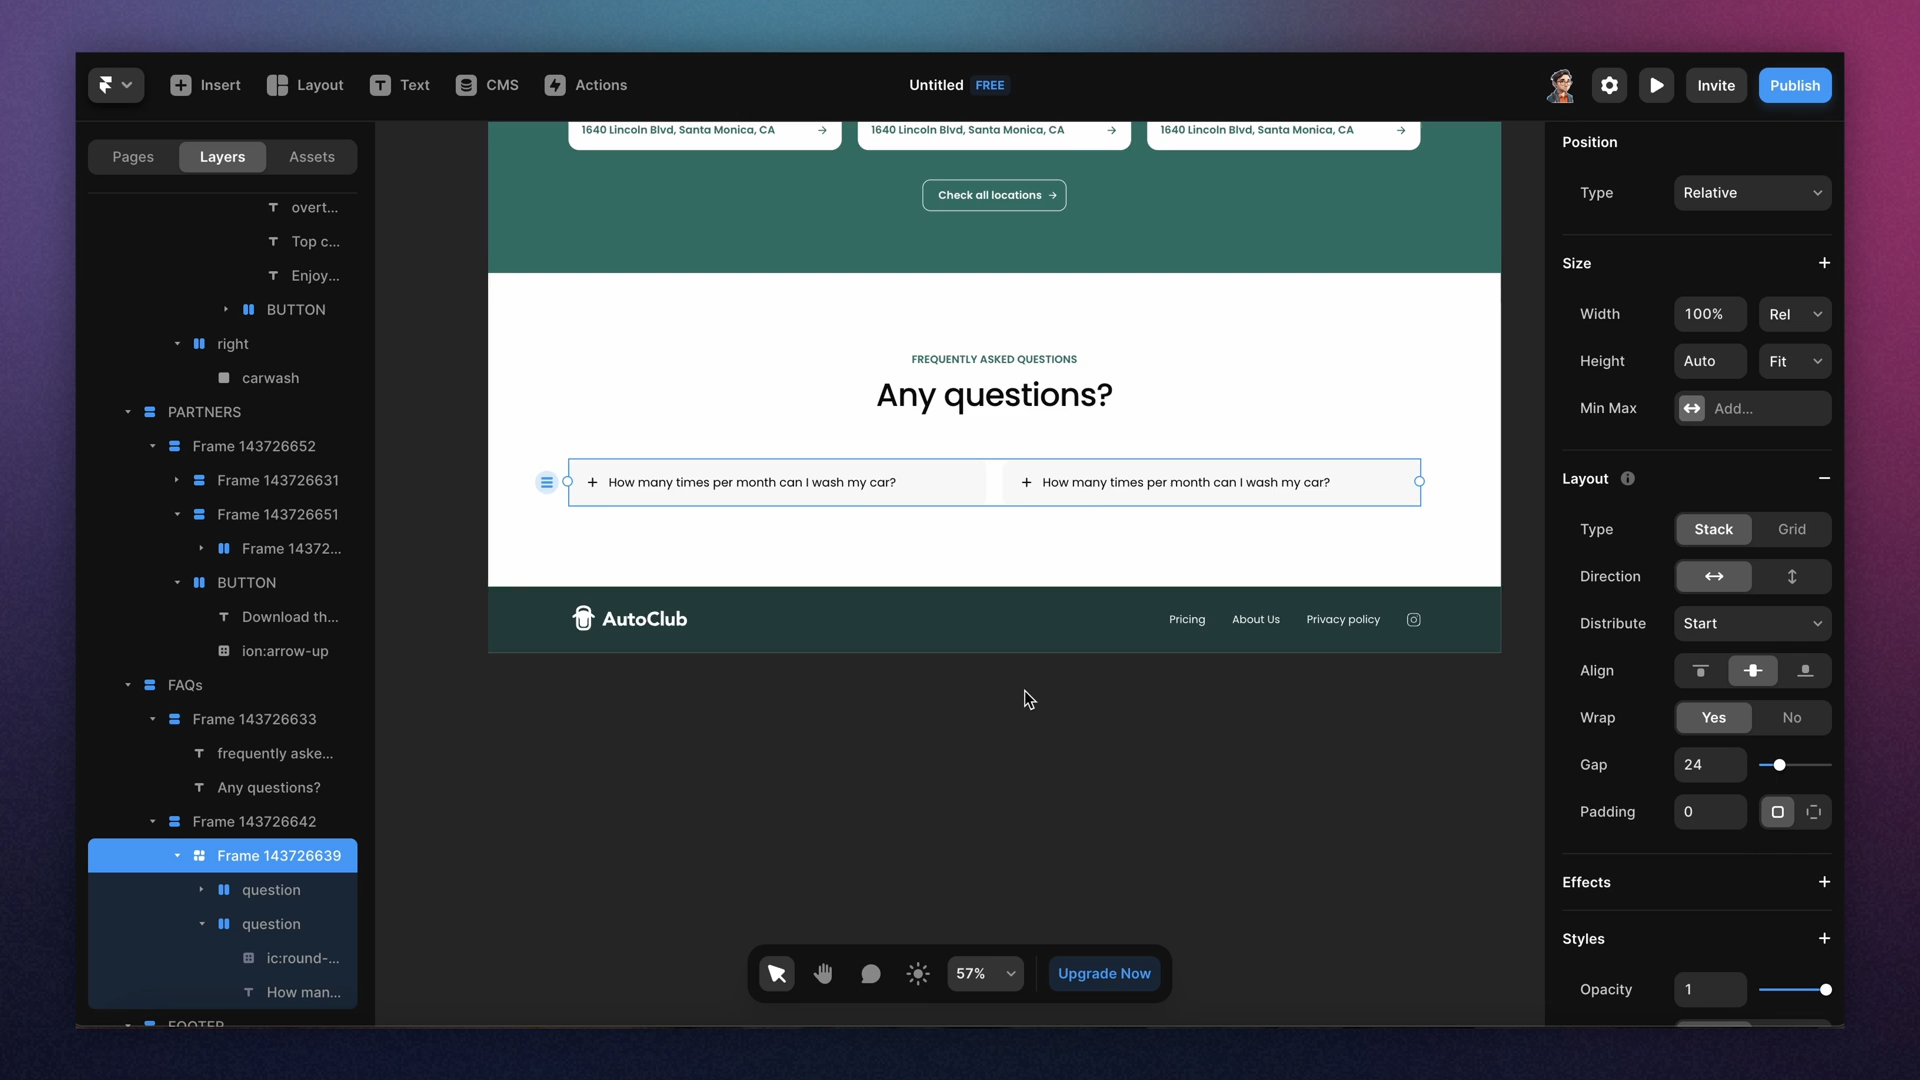 Insert
Layout
Text
CMS
Actions
Untitled FREE
Invite
Publish
Pages
Layers
Assets
overt...
Top c...
Enjoy...
BUTTON
right
carwash
PARTNERS
Frame 143726652
Frame 143726631
Frame 143726651
Frame 14372...
BUTTON
Download th...
ion:arrow-up
FAQs
Frame 143726633
frequently aske...
Any questions?
Frame 143726642
Frame 143726639
question
question
ic:round-...
How man...
FOOTER
1640 Lincoln Blvd, Santa Monica, CA →
1640 Lincoln Blvd, Santa Monica, CA →
1640 Lincoln Blvd, Santa Monica, CA →
Check all locations →
FREQUENTLY ASKED QUESTIONS
Any questions?
+ How many times per month can I wash my car?
+ How many times per month can I wash my car?
AutoClub
Pricing
About Us
Privacy policy
57%
Upgrade Now
Position
Type Relative
Size +
Width 100% Rel
Height Auto Fit
Min Max Add...
Layout
Type Stack Grid
Direction
Distribute Start
Align
Wrap Yes No
Gap 24
Padding 0
Effects +
Styles +
Opacity 1